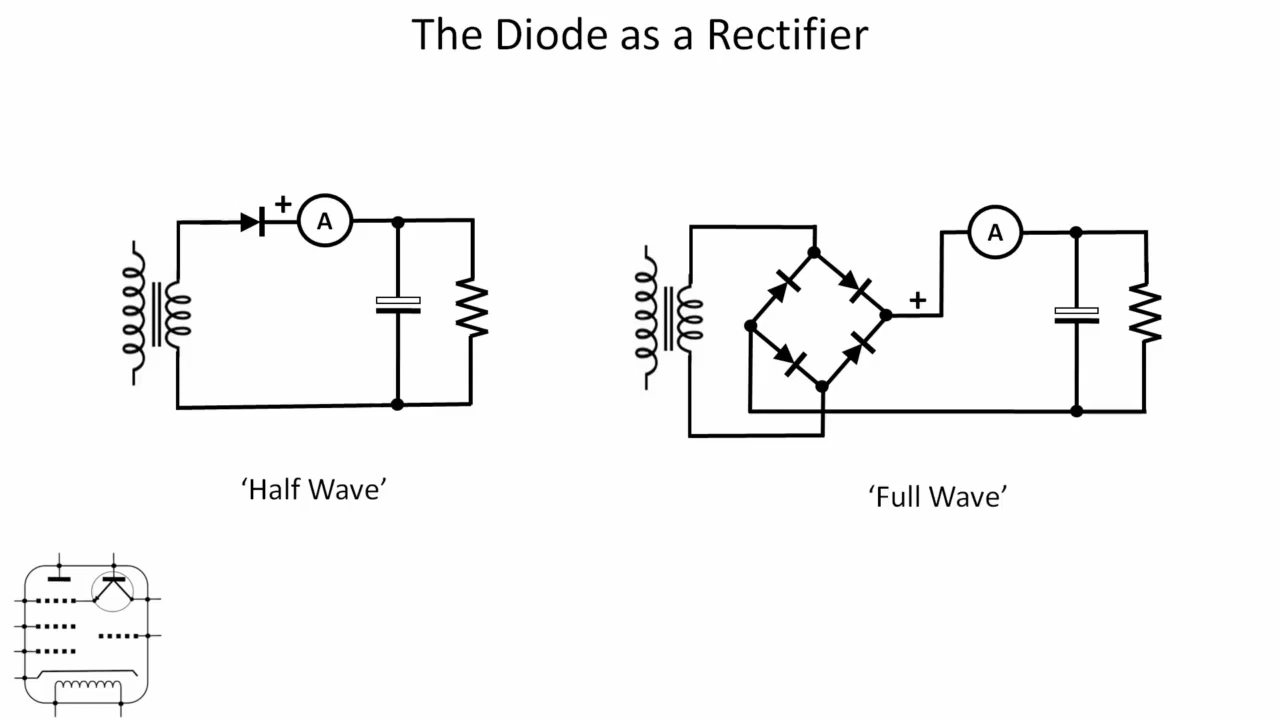 The Diode as a Rectifier
+
A
+
A
‘Half Wave’
‘Full Wave’